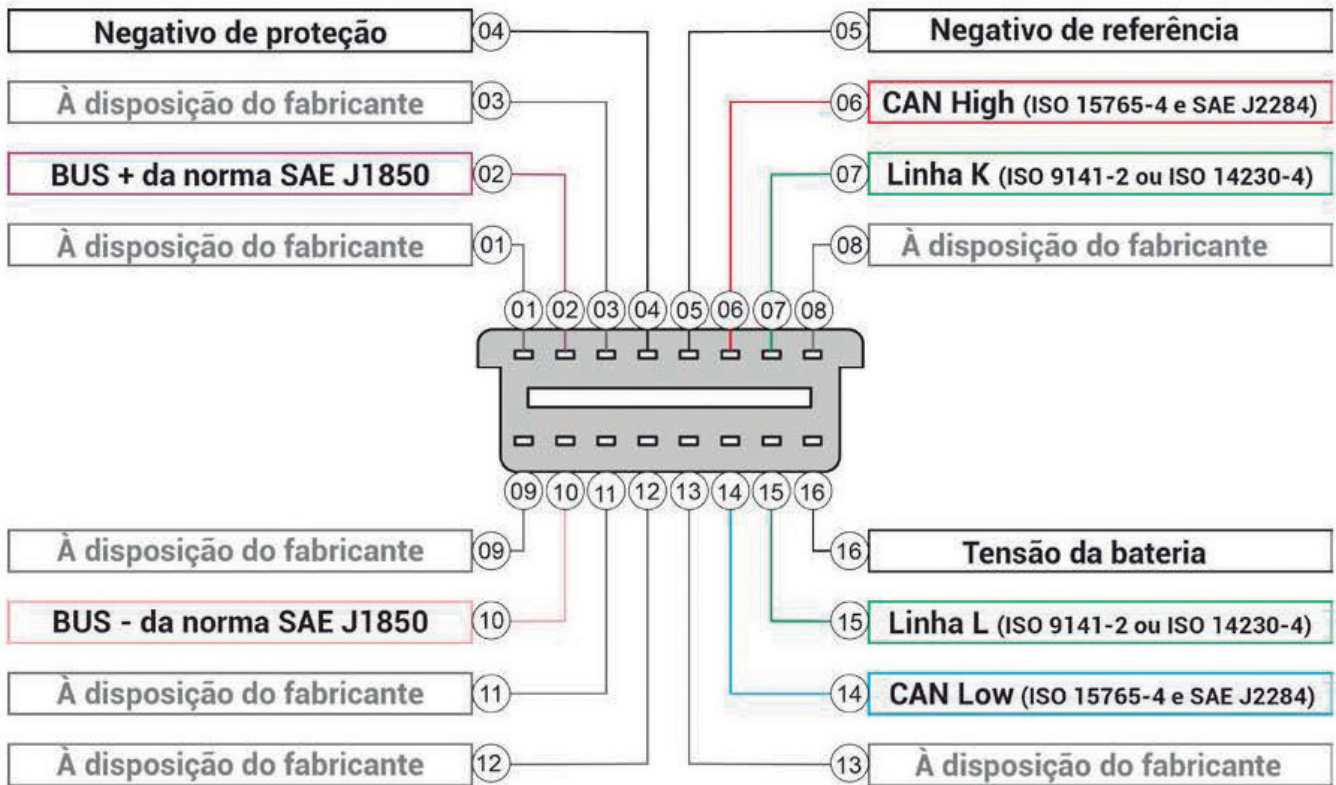 Negativo de proteção 04
05 Negativo de referência
À disposição do fabricante 03
06 CAN High (ISO 15765-4 e SAE J2284)
BUS + da norma SAE J1850 02
07 Linha K (ISO 9141-2 ou ISO 14230-4)
À disposição do fabricante 01
08 À disposição do fabricante
01 02 03 04 05 06 07 08
09 10 11 12 13 14 15 16
À disposição do fabricante 09
16 Tensão da bateria
BUS - da norma SAE J1850 10
15 Linha L (ISO 9141-2 ou ISO 14230-4)
À disposição do fabricante 11
14 CAN Low (ISO 15765-4 e SAE J2284)
À disposição do fabricante 12
13 À disposição do fabricante